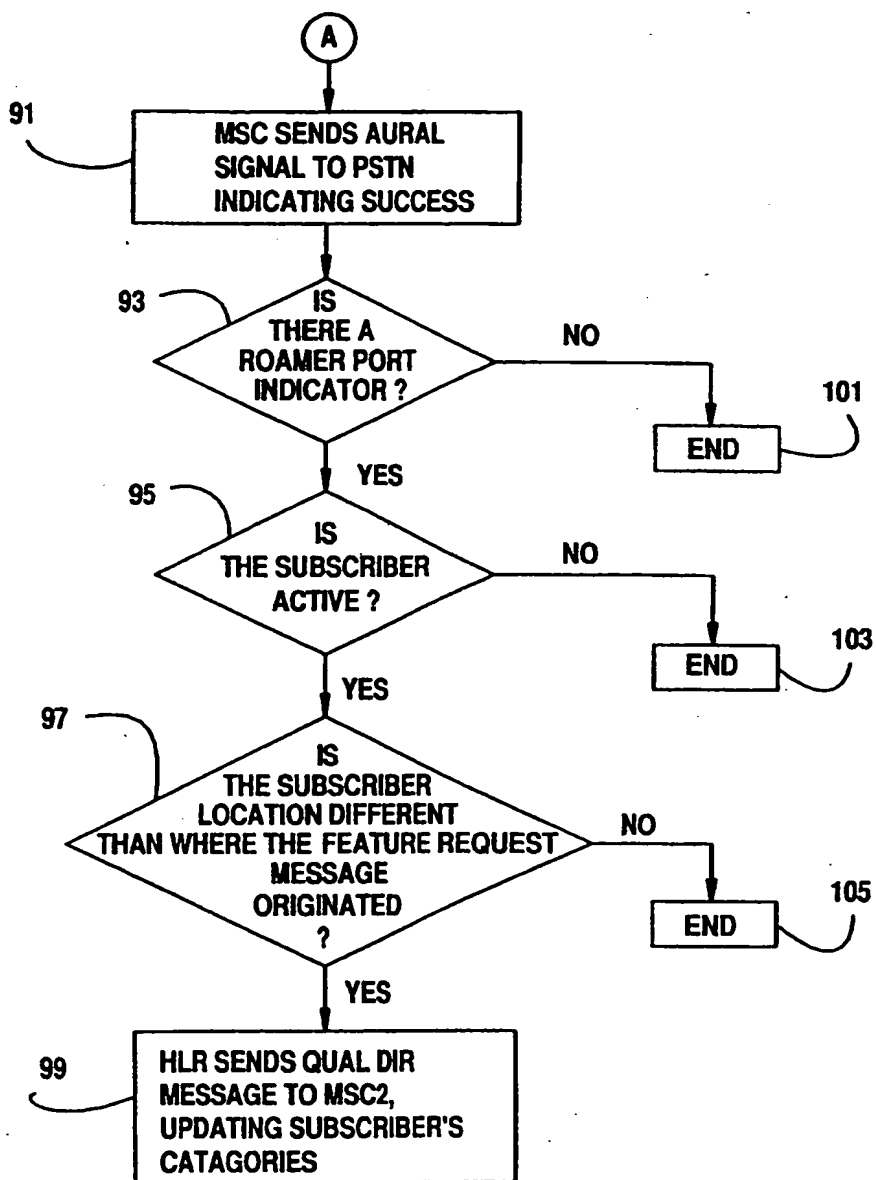 A
91
MSC SENDS AURAL
SIGNAL TO PSTN
INDICATING SUCCESS
93
IS
THERE A
ROAMER PORT
INDICATOR ?
NO
101
END
YES
95
IS
THE SUBSCRIBER
ACTIVE ?
NO
103
END
YES
97
IS
THE SUBSCRIBER
LOCATION DIFFERENT
THAN WHERE THE FEATURE REQUEST
MESSAGE
ORIGINATED
?
NO
105
END
YES
99
HLR SENDS QUAL DIR
MESSAGE TO MSC2,
UPDATING SUBSCRIBER'S
CATAGORIES